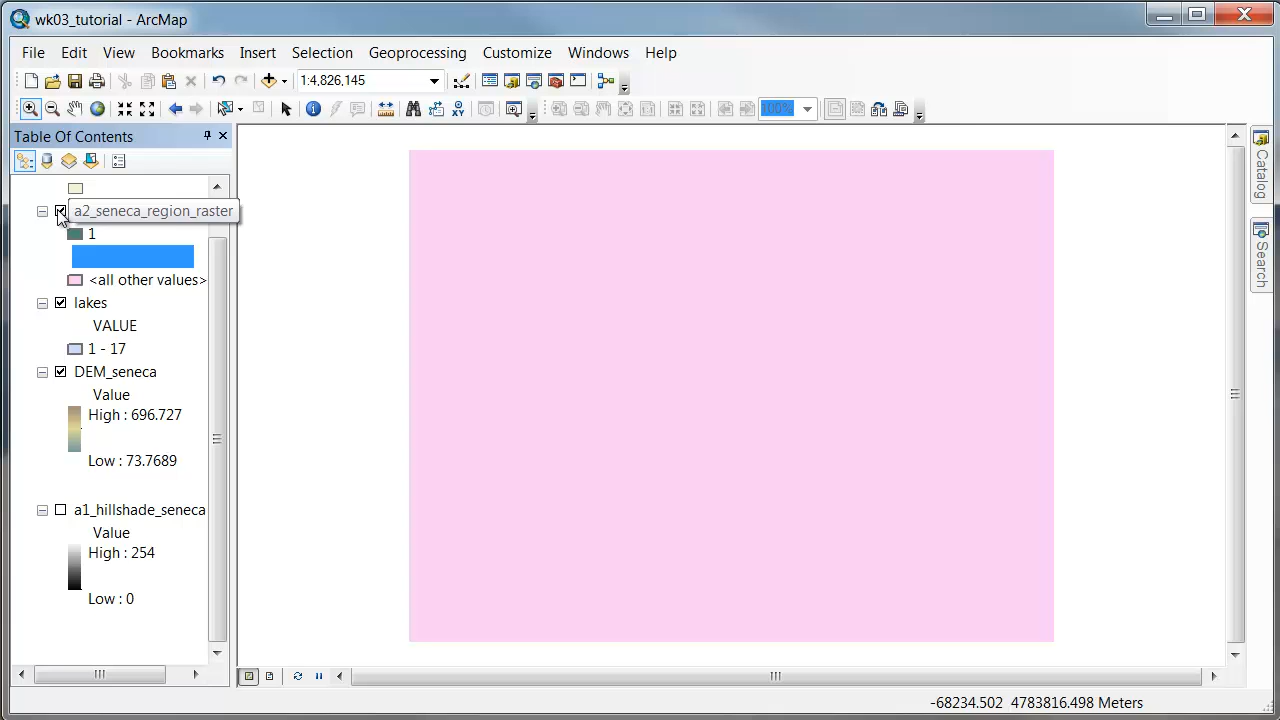 wk03_tutorial - ArcMap
File Edit View Bookmarks Insert Selection Geoprocessing Customize Windows Help
1:4,826,145
100%
Table Of Contents
a2_seneca_region_raster
1
<all other values>
lakes
VALUE
1 - 17
DEM_seneca
Value
High : 696.727
Low : 73.7689
a1_hillshade_seneca
Value
High : 254
Low : 0
Catalog
Search
-68234.502 4783816.498 Meters